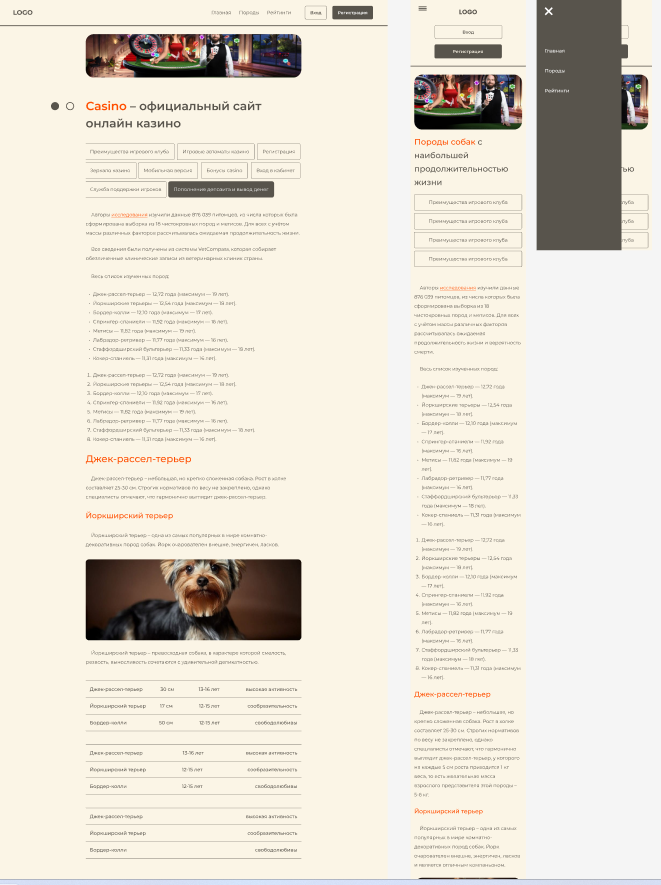 LOGO
Главная Породы Рейтинги Вход Регистрация
Casino – официальный сайт
онлайн казино
Преимущества игрового клуба Игровые автоматы казино Регистрация
Зеркало казино Мобильная версия Бонусы казино Вход в кабинет
Служба поддержки игроков Пополнение депозита и вывод денег
Авторы исследования изучили данные 876 039 питомцев, из числа которых была
сформирована выборка из 18 чистокровных пород и метисов. Для всех с учётом
массы различных факторов рассчитывалась ожидаемая продолжительность жизни.
Все сведения были получены из системы VetCompass, которая собирает
обезличенные клинические записи из ветеринарных клиник страны.
Весь список изученных пород:
- Джек-рассел-терьер — 12,72 года (максимум — 19 лет).
- Йоркширские терьеры — 12,54 года (максимум — 18 лет).
- Бордер-колли — 12,10 года (максимум — 17 лет).
- Спрингер-спаниели — 11,92 года (максимум — 16 лет).
- Метисы — 11,82 года (максимум — 19 лет).
- Лабрадор-ретривер — 11,77 года (максимум — 16 лет).
- Стаффордширский бультерьер — 11,33 года (максимум — 18 лет).
- Кокер-спаниель — 11,31 года (максимум — 16 лет).
1. Джек-рассел-терьер — 12,72 года (максимум — 19 лет).
2. Йоркширские терьеры — 12,54 года (максимум — 18 лет).
3. Бордер-колли — 12,10 года (максимум — 17 лет).
4. Спрингер-спаниели — 11,92 года (максимум — 16 лет).
5. Метисы — 11,82 года (максимум — 19 лет).
6. Лабрадор-ретривер — 11,77 года (максимум — 16 лет).
7. Стаффордширский бультерьер — 11,33 года (максимум — 18 лет).
8. Кокер-спаниель — 11,31 года (максимум — 16 лет).
Джек-рассел-терьер
Джек-рассел-терьер – небольшая, но крепко сложенная собака. Рост в холке
составляет 25-30 см. Строгих нормативов по весу не закреплено, однако
специалисты отмечают, что гармонично выглядит джек-рассел-терьер.
Йоркширский терьер
Йоркширский терьер – одна из самых популярных в мире комнатно-
декоративных пород собак. Йорк очарователен внешне, энергичен, ласков.
Йоркширский терьер – превосходная собака, в характере которой смелость,
резвость, выносливость сочетаются с удивительной деликатностью.
Джек-рассел-терьер 30 см 13-16 лет высокая активность
Йоркширский терьер 17 см 12-15 лет сообразительность
Бордер-колли 50 см 12-15 лет свободолюбивы
Джек-рассел-терьер 13-16 лет высокая активность
Йоркширский терьер 12-15 лет сообразительность
Бордер-колли 12-15 лет свободолюбивы
Джек-рассел-терьер высокая активность
Йоркширский терьер сообразительность
Бордер-колли свободолюбивы
LOGO
Вход
Регистрация
Породы собак с
наибольшей
продолжительностью
жизни
Преимущества игрового клуба
Преимущества игрового клуба
Преимущества игрового клуба
Преимущества игрового клуба
Авторы исследования изучили данные
876 039 питомцев, из числа которых была
сформирована выборка из 18
чистокровных пород и метисов. Для всех
с учётом массы различных факторов
рассчитывалась ожидаемая
продолжительность жизни и вероятность
смерти.
Весь список изученных пород:
- Джек-рассел-терьер — 12,72 года
(максимум — 19 лет).
- Йоркширские терьеры — 12,54 года
(максимум — 18 лет).
- Бордер-колли — 12,10 года (максимум
— 17 лет).
- Спрингер-спаниели — 11,92 года
(максимум — 16 лет).
- Метисы — 11,82 года (максимум — 19
лет).
- Лабрадор-ретривер — 11,77 года
(максимум — 16 лет).
- Стаффордширский бультерьер — 11,33
года (максимум — 18 лет).
- Кокер-спаниель — 11,31 года (максимум
— 16 лет).
1. Джек-рассел-терьер — 12,72 года
(максимум — 19 лет).
2. Йоркширские терьеры — 12,54 года
(максимум — 18 лет).
3. Бордер-колли — 12,10 года (максимум
— 17 лет).
4. Спрингер-спаниели — 11,92 года
(максимум — 16 лет).
5. Метисы — 11,82 года (максимум — 19
лет).
6. Лабрадор-ретривер — 11,77 года
(максимум — 16 лет).
7. Стаффордширский бультерьер — 11,33
года (максимум — 18 лет).
8. Кокер-спаниель — 11,31 года (максимум
— 16 лет).
Джек-рассел-терьер
Джек-рассел-терьер – небольшая, но
крепко сложенная собака. Рост в холке
составляет 25-30 см. Строгих нормативов
по весу не закреплено, однако
специалисты отмечают, что гармонично
выглядит джек-рассел-терьер, у которого
на каждые 5 см роста приходится 1 кг
веса, то есть желательная масса
взрослого представителя этой породы –
5-6 кг.
Йоркширский терьер
Йоркширский терьер – одна из самых
популярных в мире комнатно-
декоративных пород собак. Йорк
очарователен внешне, энергичен, ласков
и является отличным компаньоном.
Главная
Породы
Рейтинги
тью
игрового клуба
игрового клуба
игрового клуба